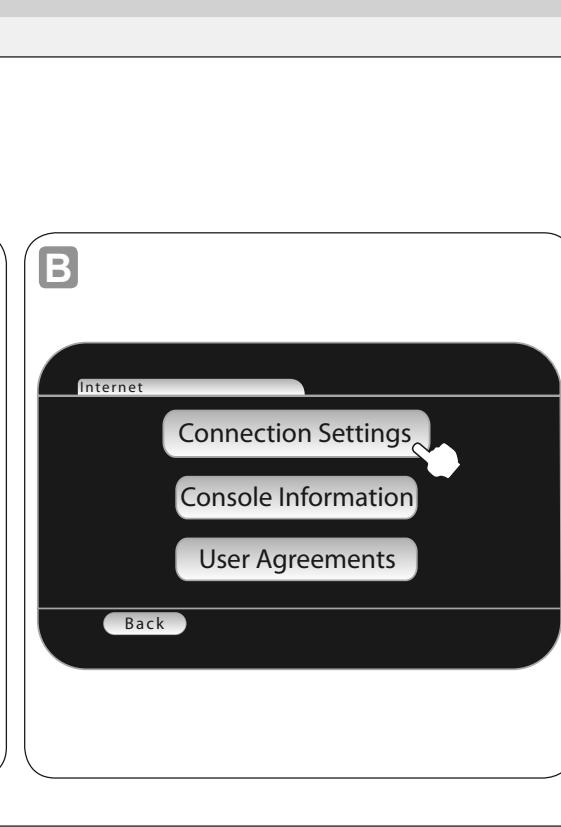 B
Internet
Connection Settings
Console Information
User Agreements
Back